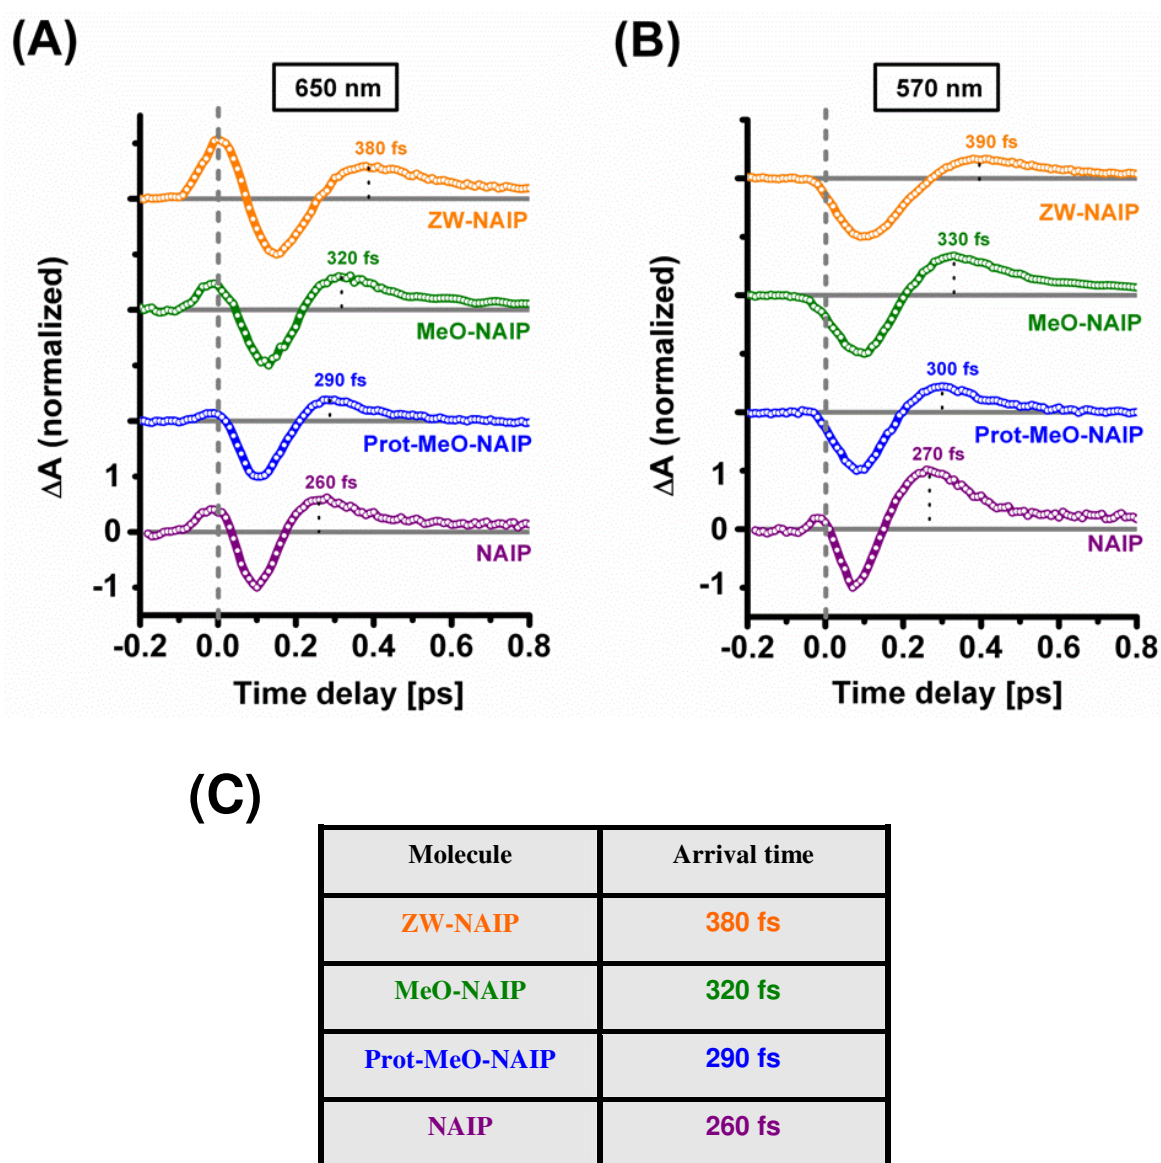 (A)
650 nm
380 fs
ZW-NAIP
320 fs
MeO-NAIP
290 fs
Prot-MeO-NAIP
260 fs
NAIP
1
0
-1
ΔA (normalized)
-0.2 0.0 0.2 0.4 0.6 0.8
Time delay [ps]
(B)
570 nm
390 fs
ZW-NAIP
330 fs
MeO-NAIP
300 fs
Prot-MeO-NAIP
270 fs
NAIP
1
0
-1
ΔA (normalized)
-0.2 0.0 0.2 0.4 0.6 0.8
Time delay [ps]
(C)
Molecule Arrival time
ZW-NAIP 380 fs
MeO-NAIP 320 fs
Prot-MeO-NAIP 290 fs
NAIP 260 fs